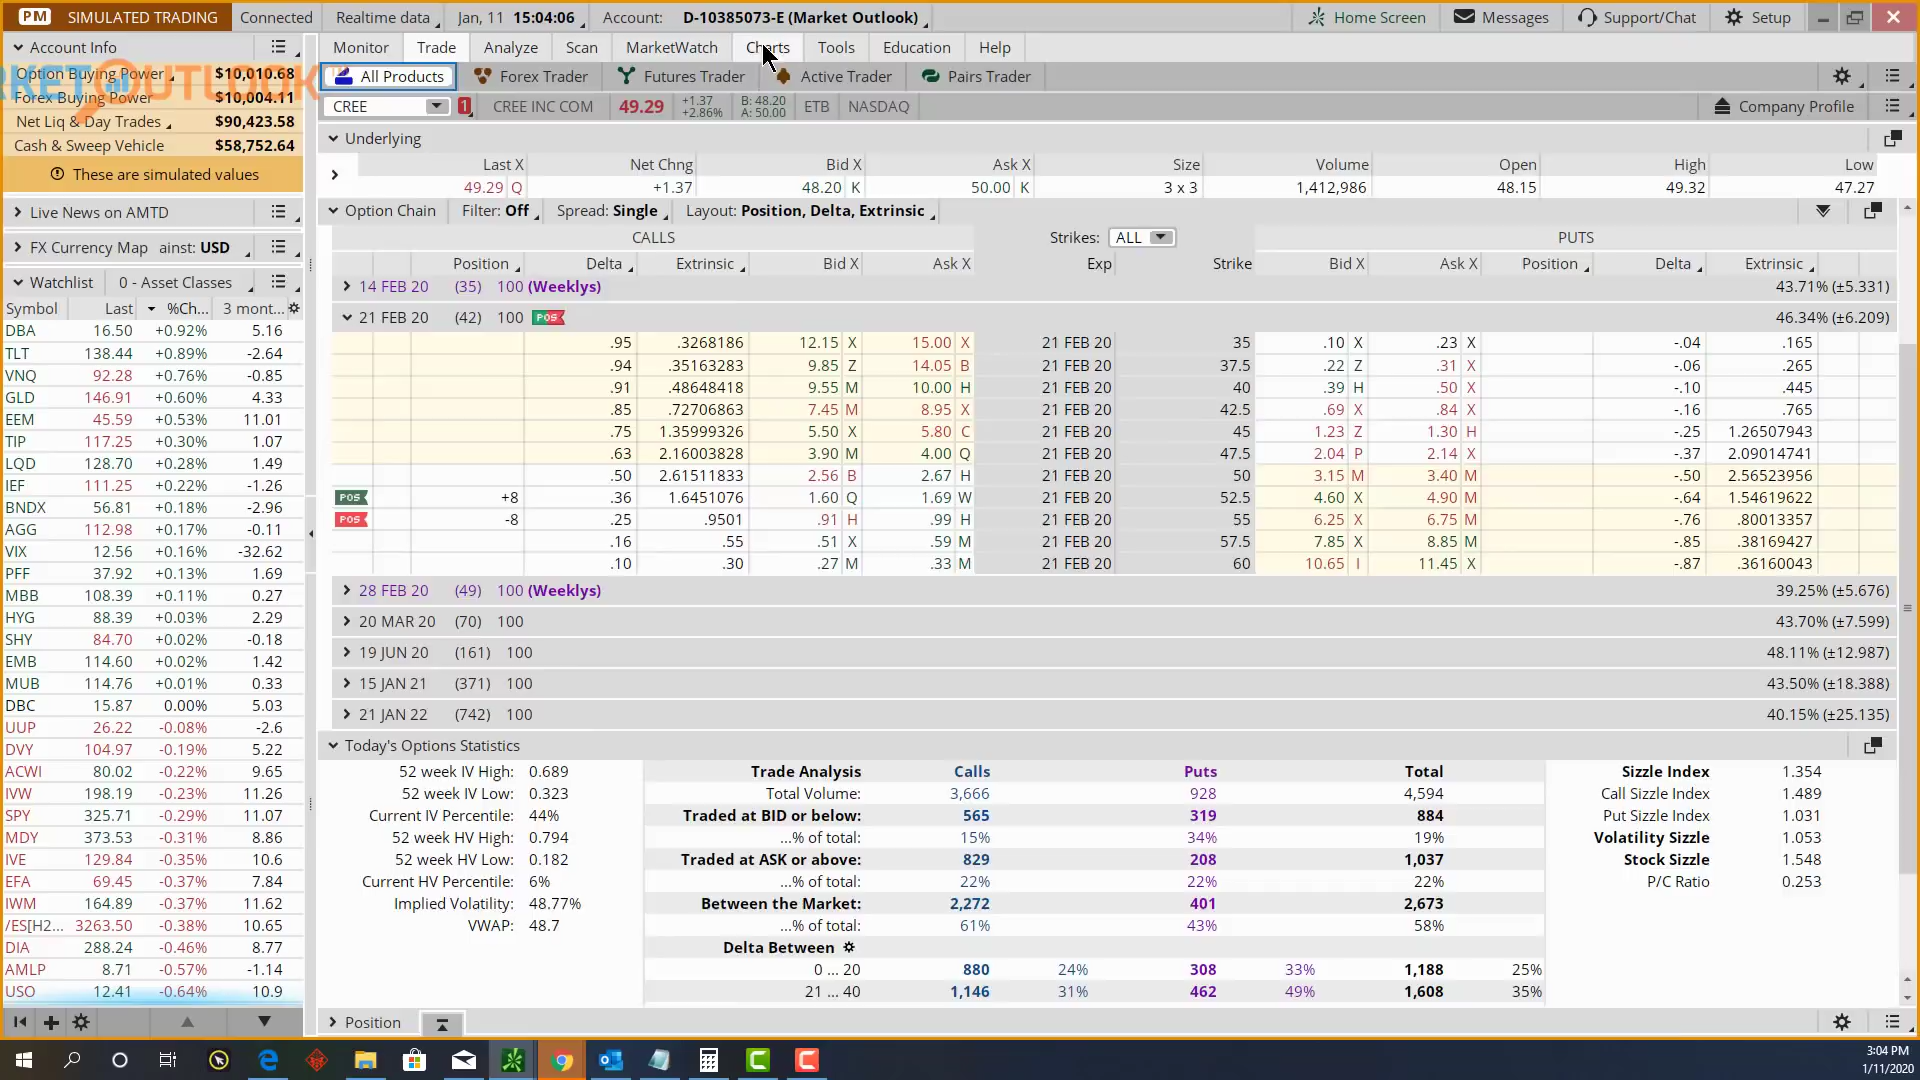 PM SIMULATED TRADING Connected Realtime data Jan, 11 15:04:06 Account: D-10385073-E (Market Outlook) Home Screen Messages Support/Chat Setup
Account Info Monitor Trade Analyze Scan MarketWatch Charts Tools Education Help
Option Buying Power $10,010.68 All Products Forex Trader Futures Trader Active Trader Pairs Trader
Forex Buying Power $10,004.11 CREE 1 CREE INC COM 49.29 +1.37 +2.86% B: 48.20 A: 50.00 ETB NASDAQ Company Profile
Net Liq & Day Trades $90,423.58
Cash & Sweep Vehicle $58,752.64
These are simulated values
Live News on AMTD
FX Currency Map ainst: USD
Watchlist 0 - Asset Classes
Symbol Last %Ch... 3 mont...
DBA 16.50 +0.92% 5.16
TLT 138.44 +0.89% -2.64
VNQ 92.28 +0.76% -0.85
GLD 146.91 +0.60% 4.33
EEM 45.59 +0.53% 11.01
TIP 117.25 +0.30% 1.07
LQD 128.70 +0.28% 1.49
IEF 111.25 +0.22% -1.26
BNDX 56.81 +0.18% -2.96
AGG 112.98 +0.17% -0.11
VIX 12.56 +0.16% -32.62
PFF 37.92 +0.13% 1.69
MBB 108.39 +0.11% 0.27
HYG 88.39 +0.03% 2.29
SHY 84.70 +0.02% -0.18
EMB 114.60 +0.02% 1.42
MUB 114.76 +0.01% 0.33
DBC 15.87 0.00% 5.03
UUP 26.22 -0.08% -2.6
DVY 104.97 -0.19% 5.22
ACWI 80.02 -0.22% 9.65
IVW 198.19 -0.23% 11.26
SPY 325.71 -0.29% 11.07
MDY 373.53 -0.31% 8.86
IVE 129.84 -0.35% 10.6
EFA 69.45 -0.37% 7.84
IWM 164.89 -0.37% 11.62
/ES[H2... 3263.50 -0.38% 10.65
DIA 288.24 -0.46% 8.77
AMLP 8.71 -0.57% -1.14
USO 12.41 -0.64% 10.9
Underlying
Last X Net Chng Bid X Ask X Size Volume Open High Low
49.29 Q +1.37 48.20 K 50.00 K 3 x 3 1,412,986 48.15 49.32 47.27
Option Chain Filter: Off Spread: Single Layout: Position, Delta, Extrinsic
CALLS Strikes: ALL PUTS
Position Delta Extrinsic Bid X Ask X Exp Strike Bid X Ask X Position Delta Extrinsic
14 FEB 20 (35) 100 (Weeklys) 43.71% (±5.331)
21 FEB 20 (42) 100 POS 46.34% (±6.209)
.95 .3268186 12.15 X 15.00 X 21 FEB 20 35 .10 X .23 X -.04 .165
.94 .35163283 9.85 Z 14.05 B 21 FEB 20 37.5 .22 Z .31 X -.06 .265
.91 .48648418 9.55 M 10.00 H 21 FEB 20 40 .39 H .50 X -.10 .445
.85 .72706863 7.45 M 8.95 X 21 FEB 20 42.5 .69 X .84 X -.16 .765
.75 1.35999326 5.50 X 5.80 C 21 FEB 20 45 1.23 Z 1.30 H -.25 1.26507943
.63 2.16003828 3.90 M 4.00 Q 21 FEB 20 47.5 2.04 P 2.14 X -.37 2.09014741
.50 2.61511833 2.56 B 2.67 H 21 FEB 20 50 3.15 M 3.40 M -.50 2.56523956
POS +8 .36 1.6451076 1.60 Q 1.69 W 21 FEB 20 52.5 4.60 X 4.90 M -.64 1.54619622
POS -8 .25 .9501 .91 H .99 H 21 FEB 20 55 6.25 X 6.75 M -.76 .80013357
.16 .55 .51 X .59 M 21 FEB 20 57.5 7.85 X 8.85 M -.85 .38169427
.10 .30 .27 M .33 M 21 FEB 20 60 10.65 I 11.45 X -.87 .36160043
28 FEB 20 (49) 100 (Weeklys) 39.25% (±5.676)
20 MAR 20 (70) 100 43.70% (±7.599)
19 JUN 20 (161) 100 48.11% (±12.987)
15 JAN 21 (371) 100 43.50% (±18.388)
21 JAN 22 (742) 100 40.15% (±25.135)
Today's Options Statistics
52 week IV High: 0.689 Trade Analysis Calls Puts Total Sizzle Index 1.354
52 week IV Low: 0.323 Total Volume: 3,666 928 4,594 Call Sizzle Index 1.489
Current IV Percentile: 44% Traded at BID or below: 565 319 884 Put Sizzle Index 1.031
52 week HV High: 0.794 ...% of total: 15% 34% 19% Volatility Sizzle 1.053
52 week HV Low: 0.182 Traded at ASK or above: 829 208 1,037 Stock Sizzle 1.548
Current HV Percentile: 6% ...% of total: 22% 22% 22% P/C Ratio 0.253
Implied Volatility: 48.77% Between the Market: 2,272 401 2,673
VWAP: 48.7 ...% of total: 61% 43% 58%
Delta Between
0 ... 20 880 24% 308 33% 1,188 25%
21 ... 40 1,146 31% 462 49% 1,608 35%
Position
3:04 PM
1/11/2020